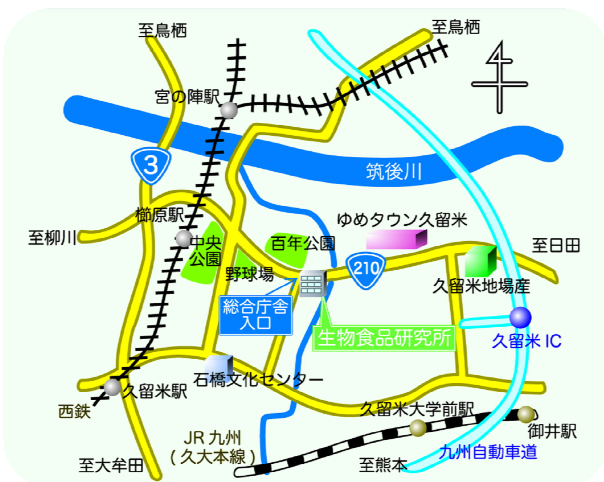 至鳥栖
至鳥栖
宮の陣駅
3
筑後川
櫛原駅
至柳川
中央
公園
百年公園
ゆめタウン久留米
至日田
野球場
210
久留米地場産
総合庁舎
入口
生物食品研究所
久留米 IC
石橋文化センター
久留米駅
西鉄
久留米大学前駅
御井駅
JR 九州
( 久大本線 )
至大牟田
至熊本
九州自動車道